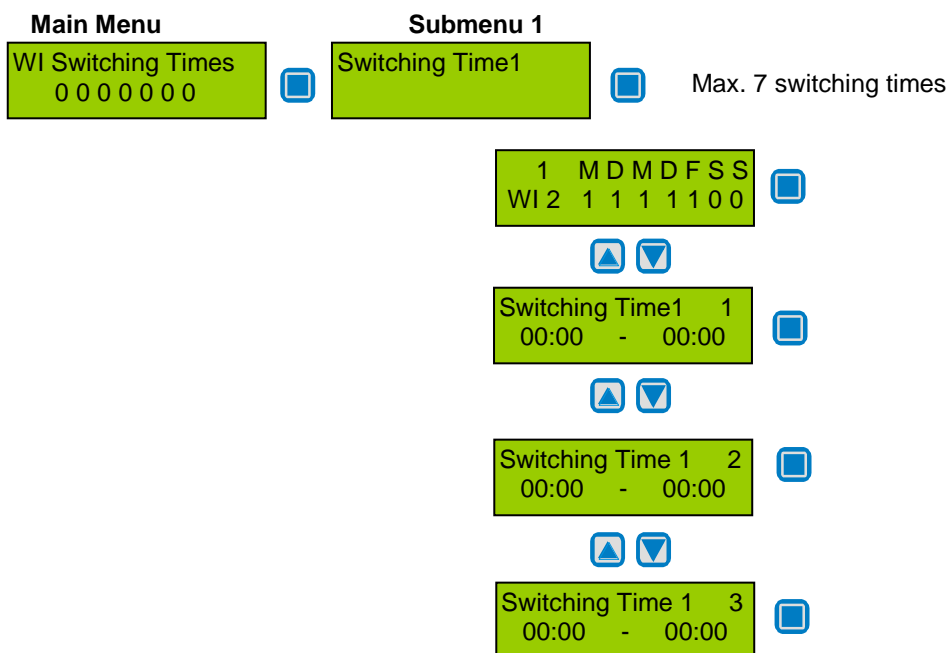 Main Menu
Submenu 1
WI Switching Times
0 0 0 0 0 0 0
Switching Time1
Max. 7 switching times
1 M D M D F S S
WI 2 1 1 1 1 1 0 0
Switching Time1 1
00:00 - 00:00
Switching Time 1 2
00:00 - 00:00
Switching Time 1 3
00:00 - 00:00